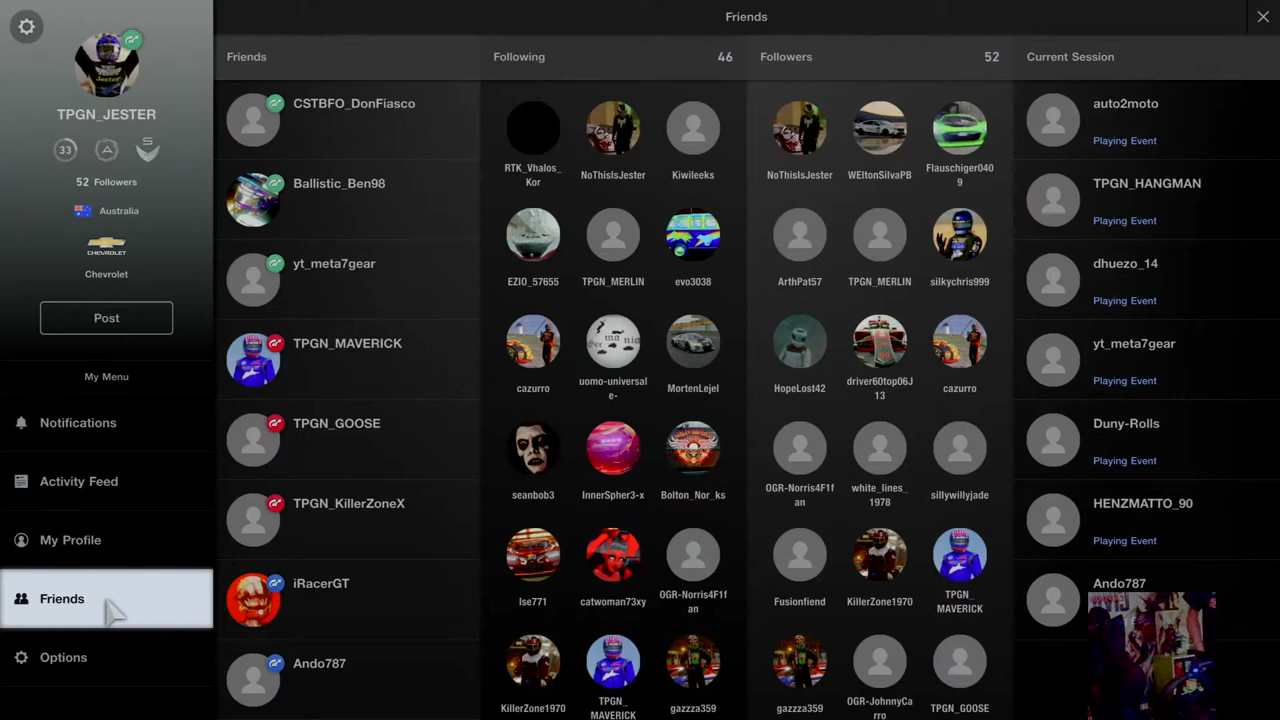 Friends
TPGN_JESTER
33
52 Followers
Australia
CHEVROLET
Chevrolet
Post
My Menu
Notifications
Activity Feed
My Profile
Friends
Options
Friends
CSTBFO_DonFiasco
Ballistic_Ben98
yt_meta7gear
TPGN_MAVERICK
TPGN_GOOSE
TPGN_KillerZoneX
iRacerGT
Ando787
Following 46
RTK_Vhalos_
Kor
NoThisIsJester
Kiwileeks
EZIO_57655
TPGN_MERLIN
evo3038
cazurro
uomo-universal
e-
MortenLejel
seanbob3
InnerSpher3-x
Bolton_Nor_ks
lse771
catwoman73xy
OGR-Norris4F1f
an
KillerZone1970
TPGN_
MAVERICK
gazzza359
Followers 52
NoThisIsJester
WEltonSilvaPB
Flauschiger040
9
ArthPat57
TPGN_MERLIN
silkychris999
HopeLost42
driver60top06J
13
cazurro
OGR-Norris4F1f
an
white_lines_
1978
sillywillyjade
Fusionfiend
KillerZone1970
TPGN_
MAVERICK
gazzza359
OGR-JohnnyCa
rro
TPGN_GOOSE
Current Session
auto2moto
Playing Event
TPGN_HANGMAN
Playing Event
dhuezo_14
Playing Event
yt_meta7gear
Playing Event
Duny-Rolls
Playing Event
HENZMATTO_90
Playing Event
Ando787